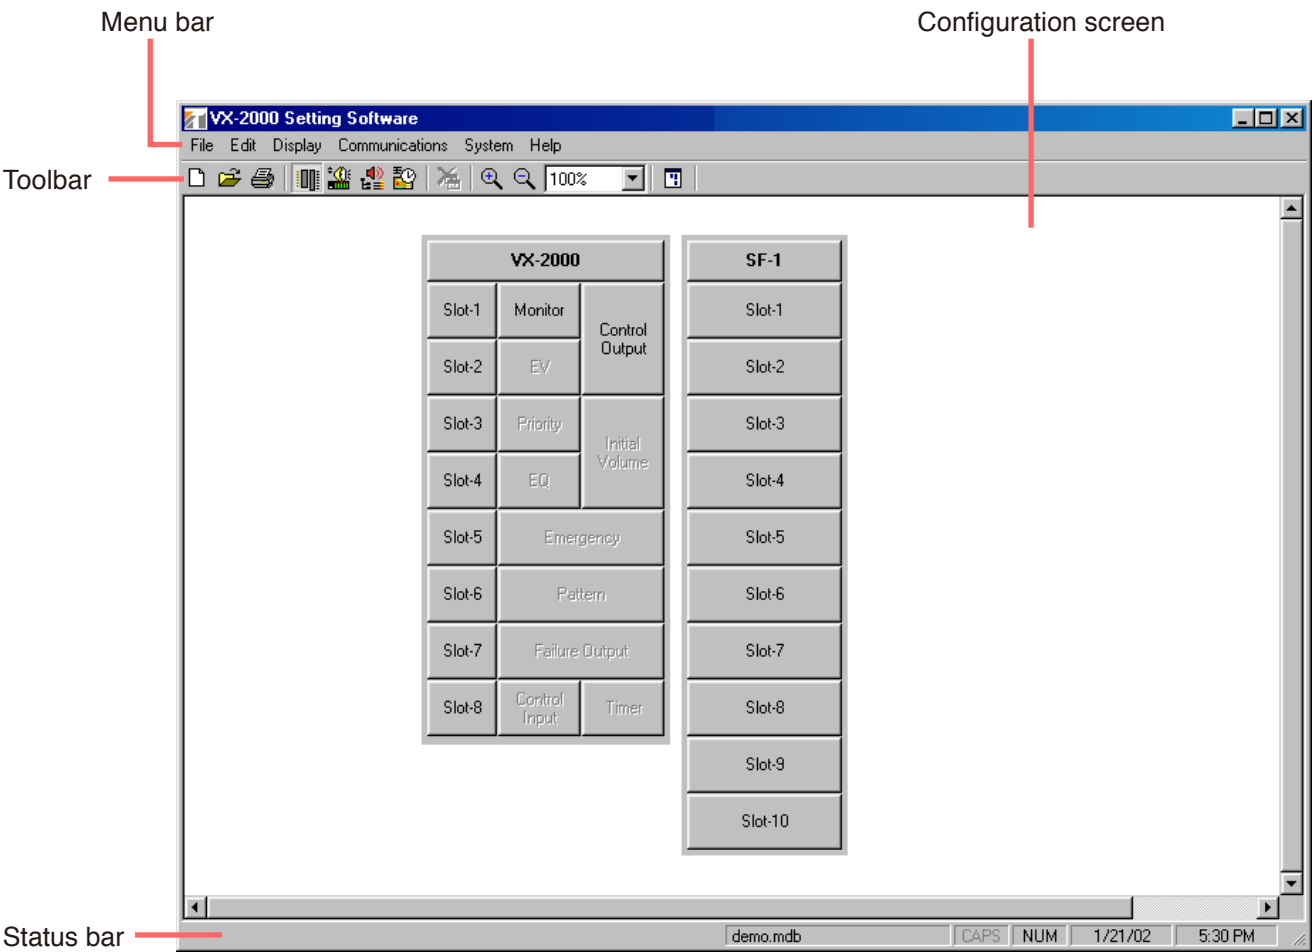 Menu bar
Configuration screen
VX-2000 Setting Software
File Edit Display Communications System Help
Toolbar
100%
VX-2000 SF-1
Slot-1 Monitor Control Output Slot-1
Slot-2 EV Slot-2
Slot-3 Priority Initial Volume Slot-3
Slot-4 EQ Slot-4
Slot-5 Emergency Slot-5
Slot-6 Pattern Slot-6
Slot-7 Failure Output Slot-7
Slot-8 Control Input Timer Slot-8
Slot-9
Slot-10
Status bar
demo.mdb CAPS NUM 1/21/02 5:30 PM